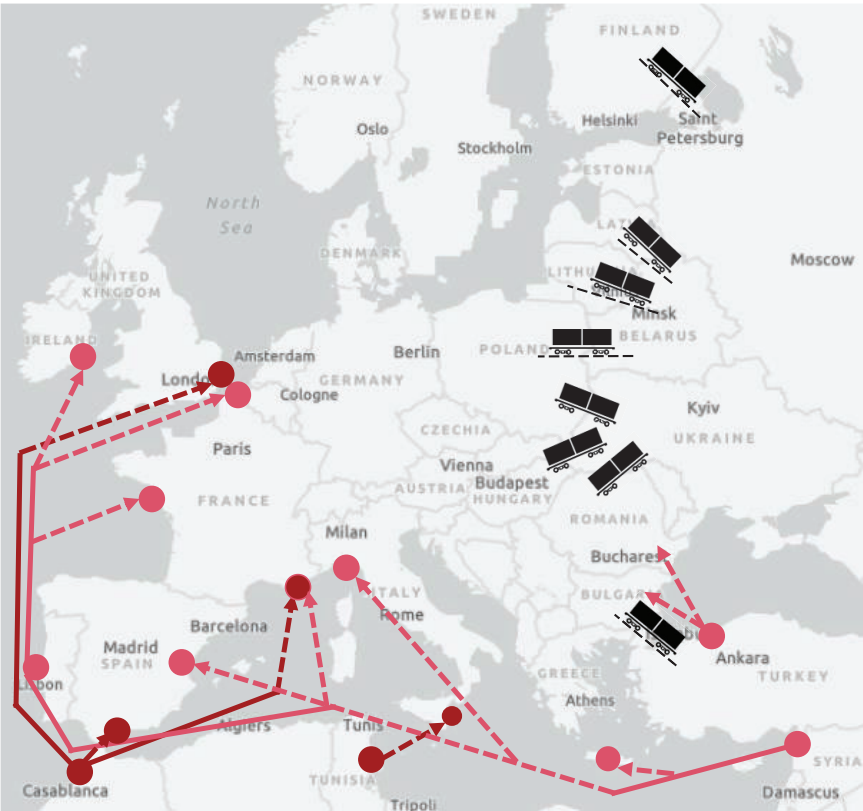 SWEDEN
FINLAND
NORWAY
Helsinki
Saint
Petersburg
Oslo
Stockholm
ESTONIA
North
Sea
LATVIA
DENMARK
Moscow
UNITED
KINGDOM
LITHUANIA
Minsk
IRELAND
Amsterdam
Berlin
POLAND
BELARUS
London
GERMANY
Cologne
Kyiv
CZECHIA
UKRAINE
Paris
Vienna
Budapest
AUSTRIA
HUNGARY
FRANCE
ROMANIA
Milan
Bucharest
ITALY
BULGARIA
Rome
Barcelona
Madrid
SPAIN
Ankara
Lisbon
GREECE
TURKEY
Athens
Algiers
Tunis
SYRIA
TUNISIA
Casablanca
Damascus
Tripoli